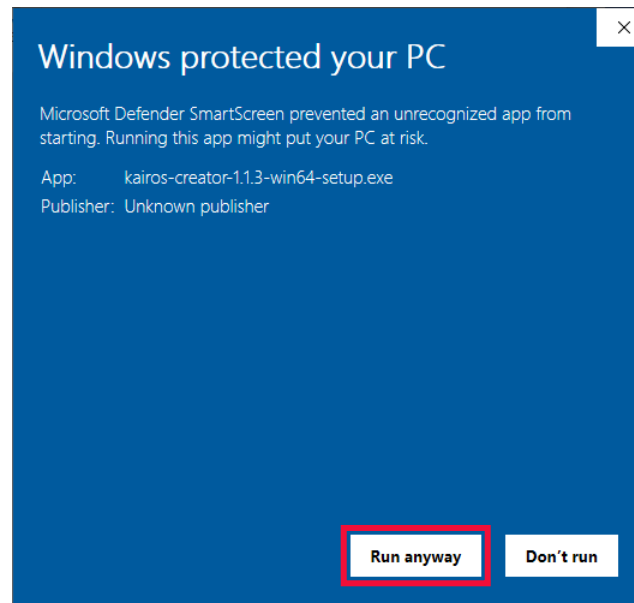 Windows protected your PC
Microsoft Defender SmartScreen prevented an unrecognized app from
starting. Running this app might put your PC at risk.
App: kairos-creator-1.1.3-win64-setup.exe
Publisher: Unknown publisher
Run anyway Don't run